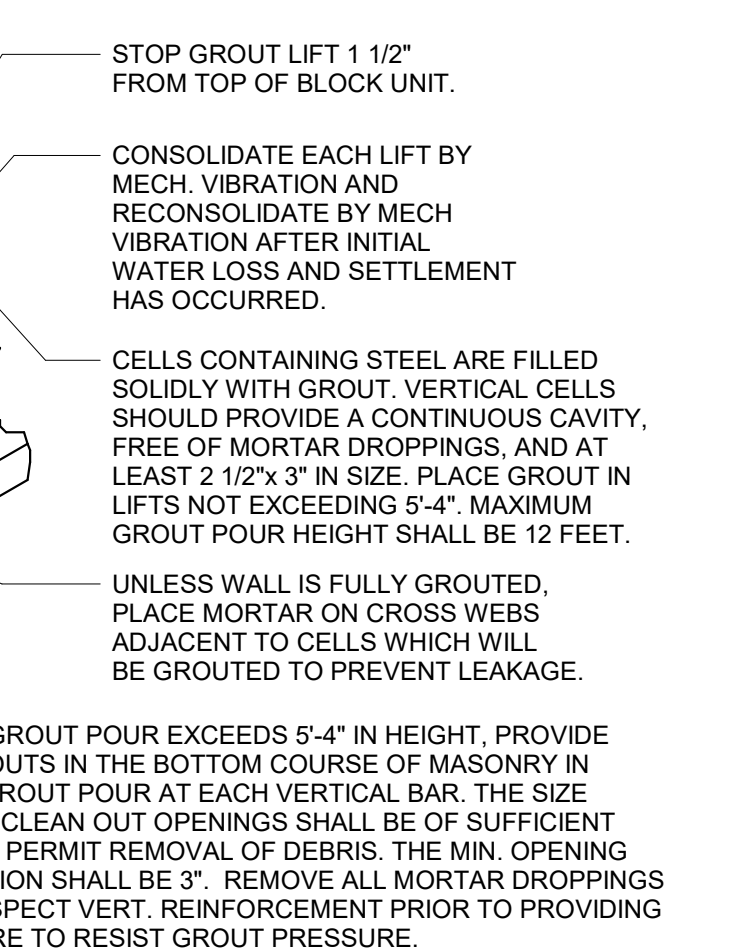 STOP GROUT LIFT 1 1/2"
FROM TOP OF BLOCK UNIT.
CONSOLIDATE EACH LIFT BY
MECH. VIBRATION AND
RECONSOLIDATE BY MECH
VIBRATION AFTER INITIAL
WATER LOSS AND SETTLEMENT
HAS OCCURRED.
CELLS CONTAINING STEEL ARE FILLED
SOLIDLY WITH GROUT. VERTICAL CELLS
SHOULD PROVIDE A CONTINUOUS CAVITY,
FREE OF MORTAR DROPPINGS, AND AT
LEAST 2 1/2"x 3" IN SIZE. PLACE GROUT IN
LIFTS NOT EXCEEDING 5'-4". MAXIMUM
GROUT POUR HEIGHT SHALL BE 12 FEET.
UNLESS WALL IS FULLY GROUTED,
PLACE MORTAR ON CROSS WEBS
ADJACENT TO CELLS WHICH WILL
BE GROUTED TO PREVENT LEAKAGE.
GROUT POUR EXCEEDS 5'-4" IN HEIGHT, PROVIDE
OUTS IN THE BOTTOM COURSE OF MASONRY IN
ROUT POUR AT EACH VERTICAL BAR. THE SIZE
CLEAN OUT OPENINGS SHALL BE OF SUFFICIENT
PERMIT REMOVAL OF DEBRIS. THE MIN. OPENING
ION SHALL BE 3". REMOVE ALL MORTAR DROPPINGS
SPECT VERT. REINFORCEMENT PRIOR TO PROVIDING
RE TO RESIST GROUT PRESSURE.